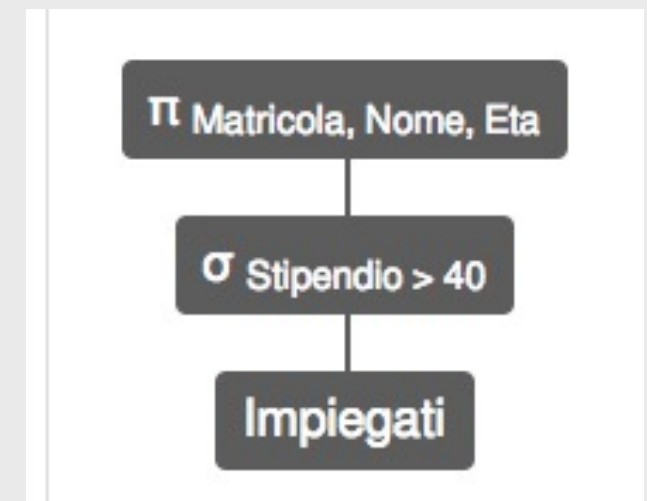 π Matricola, Nome, Eta
σ Stipendio > 40
Impiegati